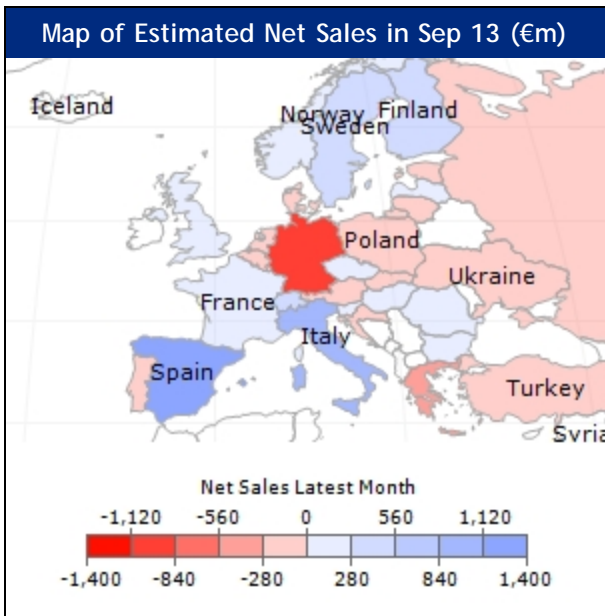 Map of Estimated Net Sales in Sep 13 (€m)
Iceland
Norway
Finland
Sweden
Poland
Ukraine
France
Italy
Spain
Turkey
Syria
Net Sales Latest Month
-1,120 -560 0 560 1,120
-1,400 -840 -280 280 840 1,400